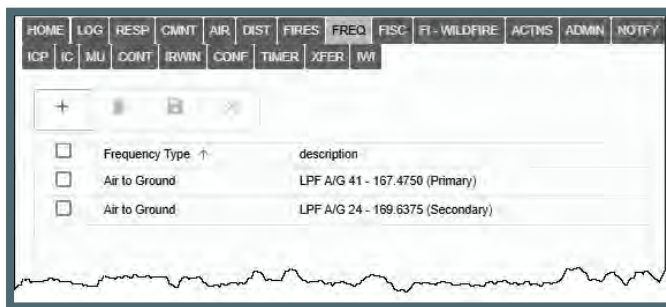 HOME LOG RESP CMNT AIR DIST FIRES FREQ FISC FI - WILDFIRE ACTNS ADMIN NOTFY
ICP IC MU CONT IRWIN CONF TIMER XFER IWI
Frequency Type ↑ description
Air to Ground LPF A/G 41 - 167.4750 (Primary)
Air to Ground LPF A/G 24 - 169.6375 (Secondary)